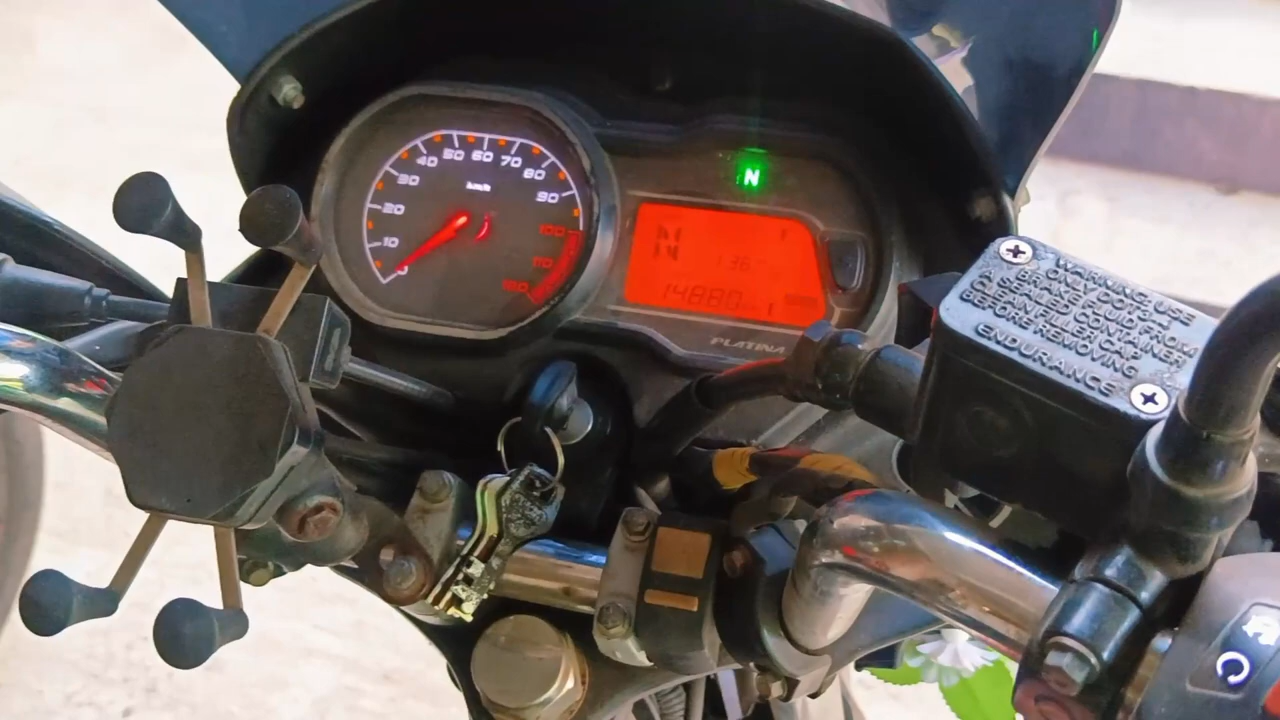 0 10 20 30 40 50 60 70 80 90 100 110 120
km/h
N
N
136
14880
PLATINA
WARNING: USE
ONLY DOT3-4
BRAKE FLUID FROM
A SEALED CONTAINER
CLEAN FILLER CAP
BEFORE REMOVING
ENDURANCE